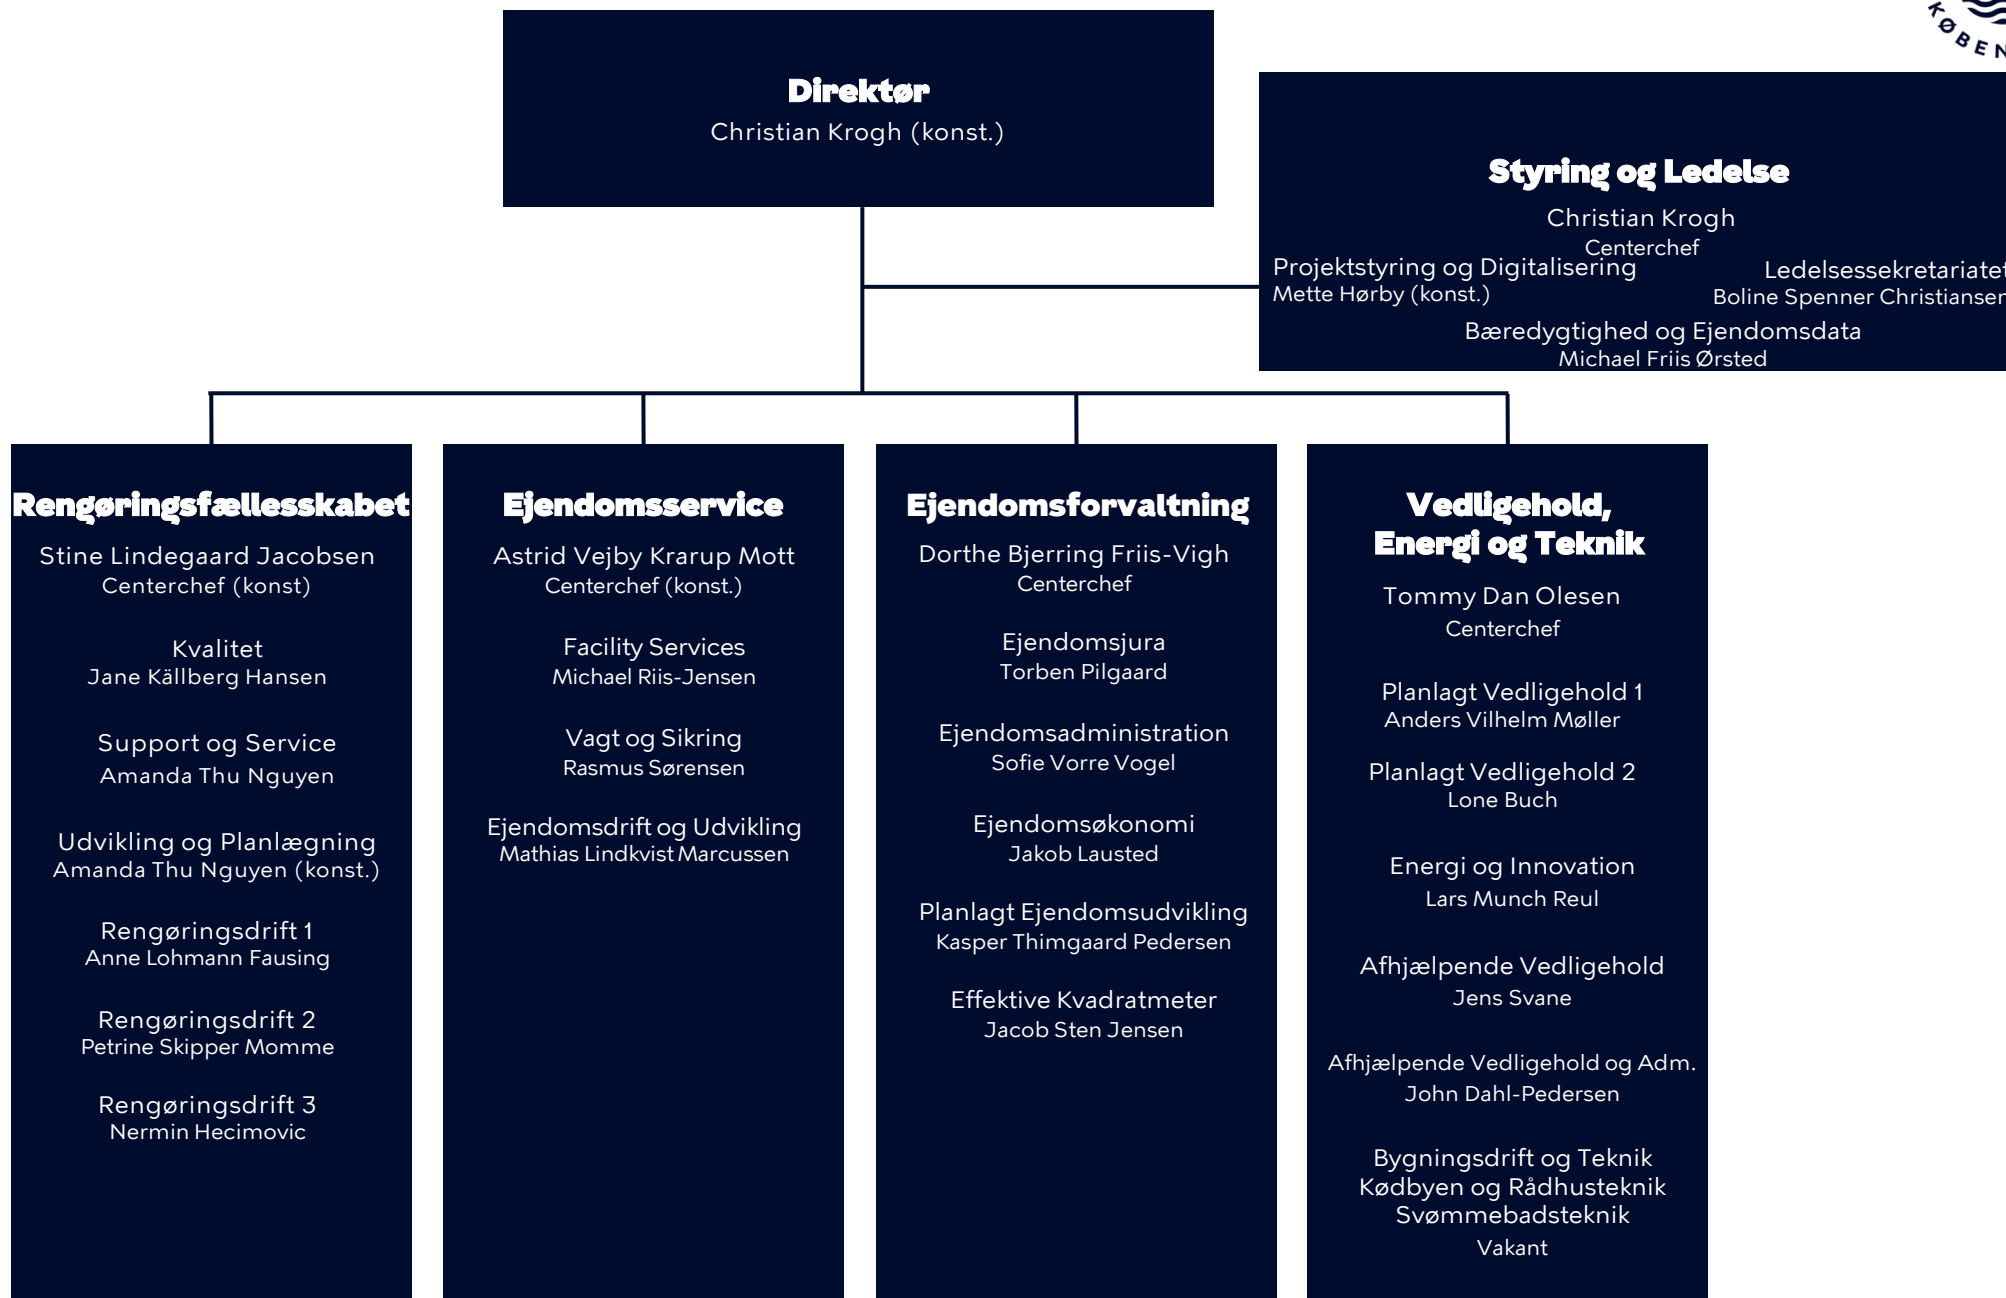 KØBEN
Direktør
Christian Krogh (konst.)
Styring og Ledelse
Christian Krogh
Centerchef
Projektstyring og Digitalisering
Mette Hørby (konst.)
Ledelsessekretariatet
Boline Spenner Christiansen
Bæredygtighed og Ejendomsdata
Michael Friis Ørsted
Rengøringsfællesskabet
Stine Lindegaard Jacobsen
Centerchef (konst)
Kvalitet
Jane Källberg Hansen
Support og Service
Amanda Thu Nguyen
Udvikling og Planlægning
Amanda Thu Nguyen (konst.)
Rengøringsdrift 1
Anne Lohmann Fausing
Rengøringsdrift 2
Petrine Skipper Momme
Rengøringsdrift 3
Nermin Hecimovic
Ejendomsservice
Astrid Vejby Krarup Mott
Centerchef (konst.)
Facility Services
Michael Riis-Jensen
Vagt og Sikring
Rasmus Sørensen
Ejendomsdrift og Udvikling
Mathias Lindkvist Marcussen
Ejendomsforvaltning
Dorthe Bjerring Friis-Vigh
Centerchef
Ejendomsjura
Torben Pilgaard
Ejendomsadministration
Sofie Vorre Vogel
Ejendomsøkonomi
Jakob Lausted
Planlagt Ejendomsudvikling
Kasper Thimgaard Pedersen
Effektive Kvadratmeter
Jacob Sten Jensen
Vedligehold,
Energi og Teknik
Tommy Dan Olesen
Centerchef
Planlagt Vedligehold 1
Anders Vilhelm Møller
Planlagt Vedligehold 2
Lone Buch
Energi og Innovation
Lars Munch Reul
Afhjælpende Vedligehold
Jens Svane
Afhjælpende Vedligehold og Adm.
John Dahl-Pedersen
Bygningsdrift og Teknik
Kødbyen og Rådhusteknik
Svømmebadsteknik
Vakant